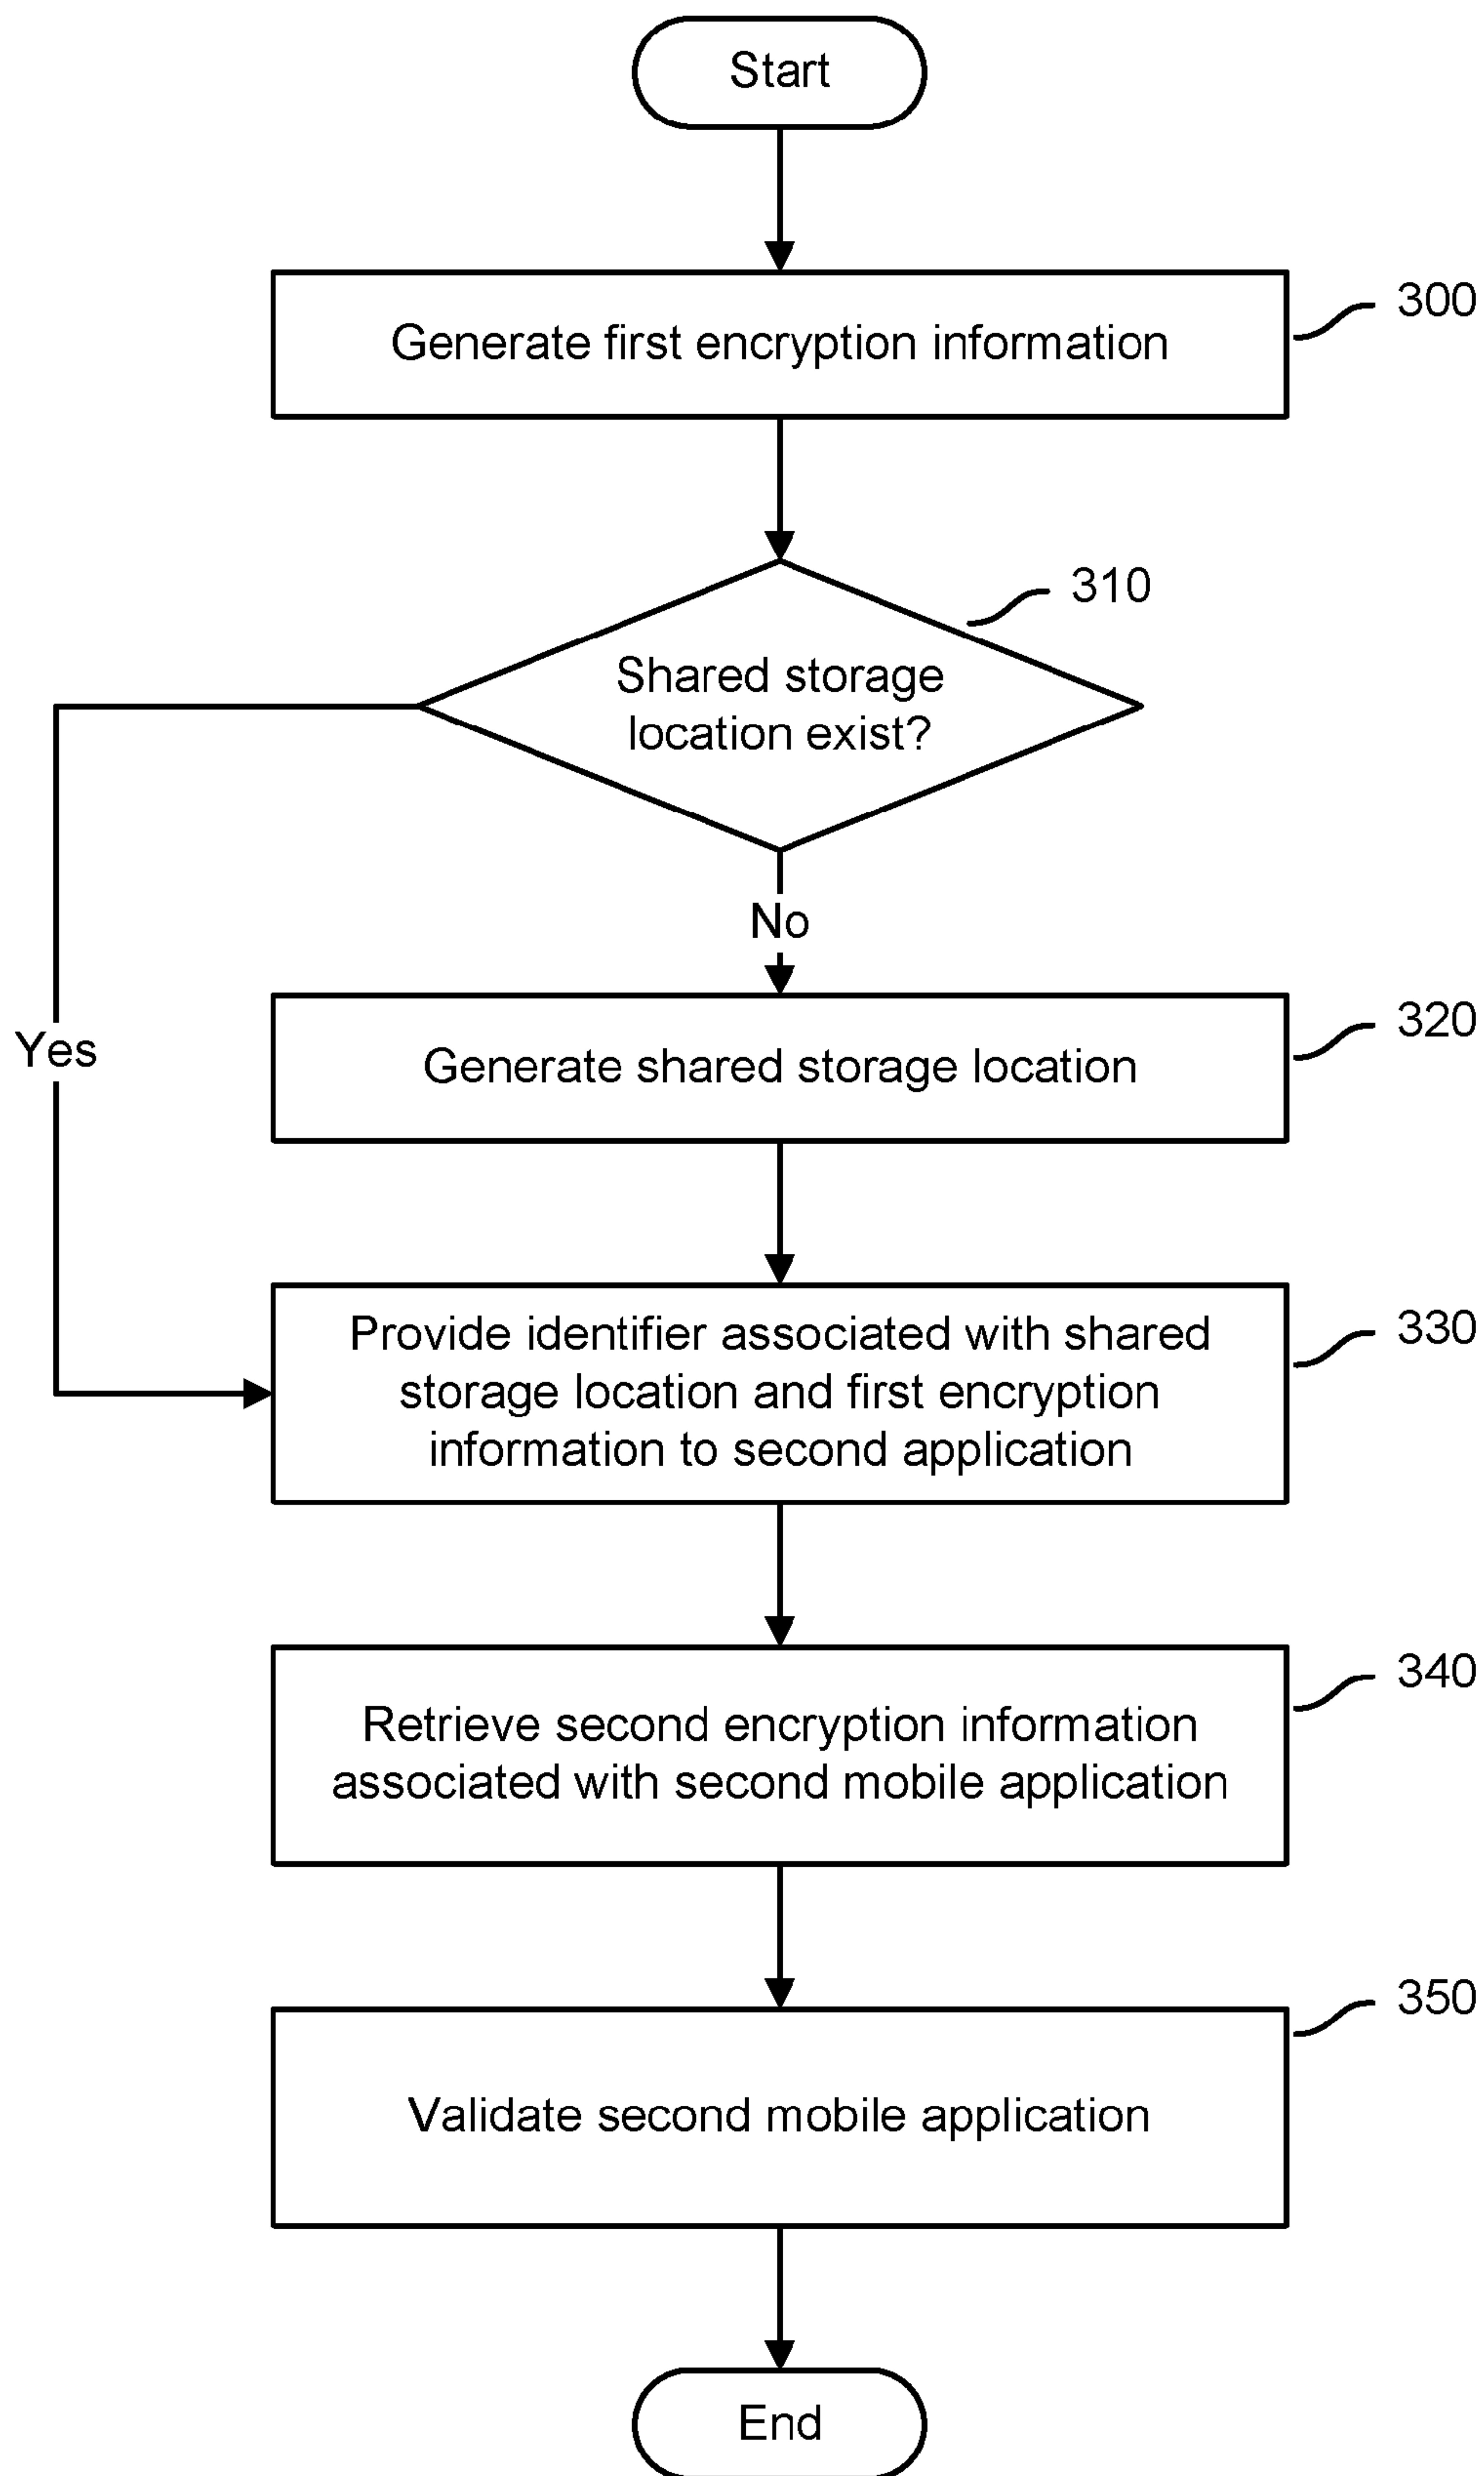 Start
Generate first encryption information
300
310
Shared storage
location exist?
No
Yes
Generate shared storage location
320
Provide identifier associated with shared
storage location and first encryption
information to second application
330
Retrieve second encryption information
associated with second mobile application
340
Validate second mobile application
350
End